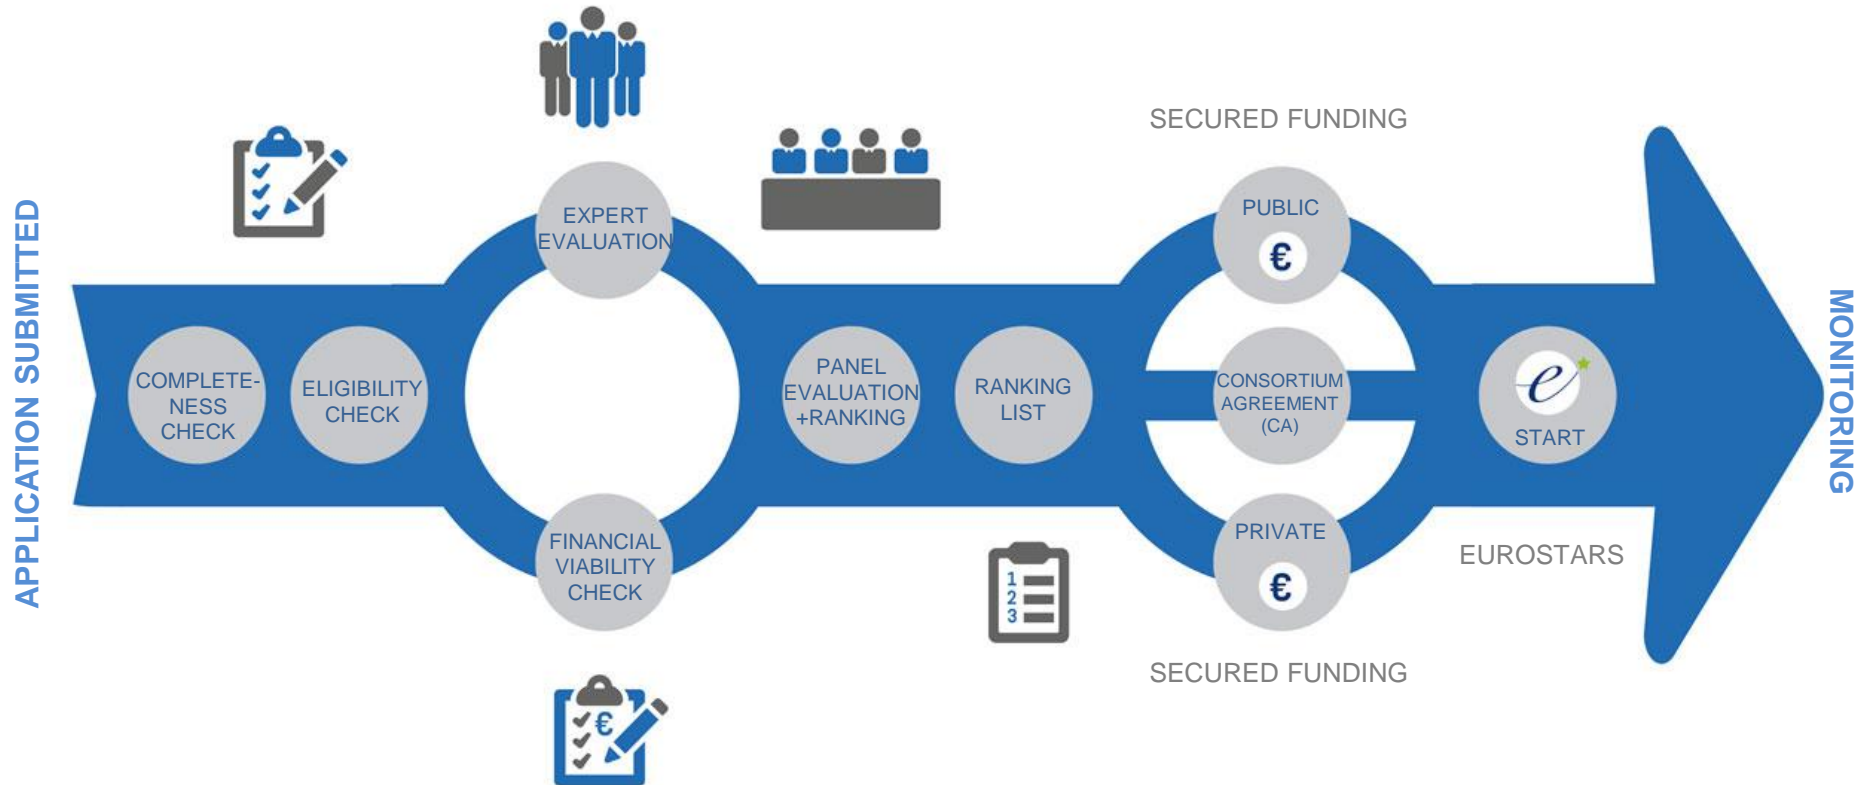 APPLICATION SUBMITTED
COMPLETE-
NESS
CHECK
ELIGIBILITY
CHECK
EXPERT
EVALUATION
FINANCIAL
VIABILITY
CHECK
€
PANEL
EVALUATION
+RANKING
RANKING
LIST
1
2
3
SECURED FUNDING
PUBLIC
€
CONSORTIUM
AGREEMENT
(CA)
PRIVATE
€
SECURED FUNDING
e
START
EUROSTARS
MONITORING